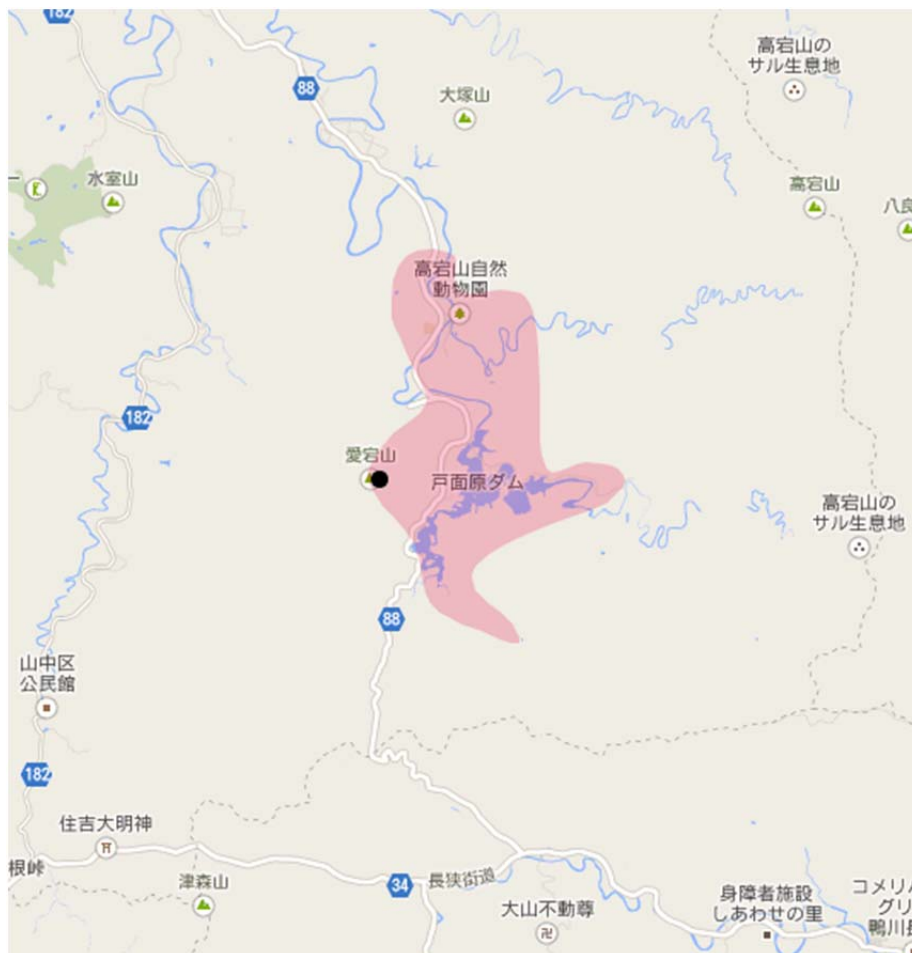 182
高宕山の
サル生息地
88
大塚山
水室山
高宕山
高宕山自然
動物園
182
愛宕山
戸面原ダム
高宕山の
サル生息地
88
山中区
公民館
182
住吉大明神
根峠
34
長狭街道
津森山
大山不動尊
身障者施設
しあわせの里
コメリ
グリ
鴨川長